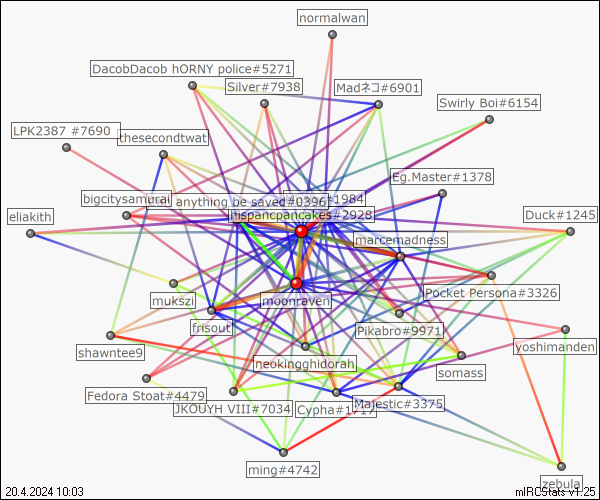 normalwan
DacobDacob hORNY police#5271
Silver#7938
Madネコ#6901
Swirly Boi#6154
LPK2387 #7690
thesecondtwat
Eg.Master#1378
bigcitysamurai
anything be saved#0396
#1984
eliakith
hispancpancakes#2928
Duck#1245
marcemadness
mukszi
moonraven
Pocket Persona#3326
frisout
Pikabro#9971
shawntee9
neokingghidorah
yoshimanden
somass
Fedora Stoat#4479
JKOUYH VIII#7034
Majestic#3375
ming#4742
zebula
20.4.2024 10:03
mIRCStats v1.25